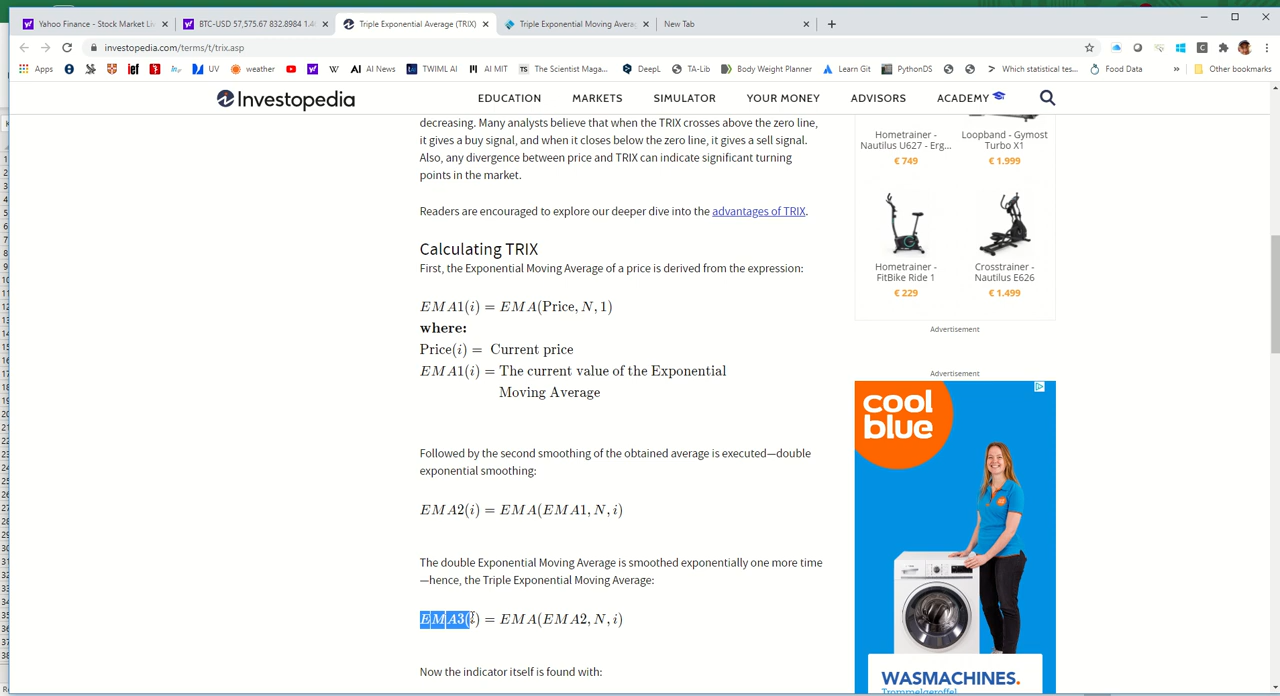 Yahoo Finance - Stock Market Li
BTC-USD 57,575.67 832.8984 1.4
Triple Exponential Average (TRIX)
Triple Exponential Moving Avera
New Tab
investopedia.com/terms/t/trix.asp
Apps
ief
UV
weather
W
AI AI News
TWIML AI
AI MIT
TS The Scientist Maga...
DeepL
TA-Lib
Body Weight Planner
Learn Git
PythonDS
Which statistical tes...
Food Data
»
Other bookmarks
Investopedia
EDUCATION
MARKETS
SIMULATOR
YOUR MONEY
ADVISORS
ACADEMY
decreasing. Many analysts believe that when the TRIX crosses above the zero line,
it gives a buy signal, and when it closes below the zero line, it gives a sell signal.
Also, any divergence between price and TRIX can indicate significant turning
points in the market.
Readers are encouraged to explore our deeper dive into the advantages of TRIX.
Calculating TRIX
First, the Exponential Moving Average of a price is derived from the expression:
EMA1(i) = EMA(Price, N, 1)
where:
Price(i) = Current price
EMA1(i) = The current value of the Exponential
Moving Average
Followed by the second smoothing of the obtained average is executed—double
exponential smoothing:
EMA2(i) = EMA(EMA1, N, i)
The double Exponential Moving Average is smoothed exponentially one more time
—hence, the Triple Exponential Moving Average:
EMA3(i) = EMA(EMA2, N, i)
Now the indicator itself is found with:
Hometrainer -
Nautilus U627 - Erg...
€ 749
Loopband - Gymost
Turbo X1
€ 1.999
Hometrainer -
FitBike Ride 1
€ 229
Crosstrainer -
Nautilus E626
€ 1.499
Advertisement
Advertisement
cool
blue
WASMACHINES.
Trommelgeroffel